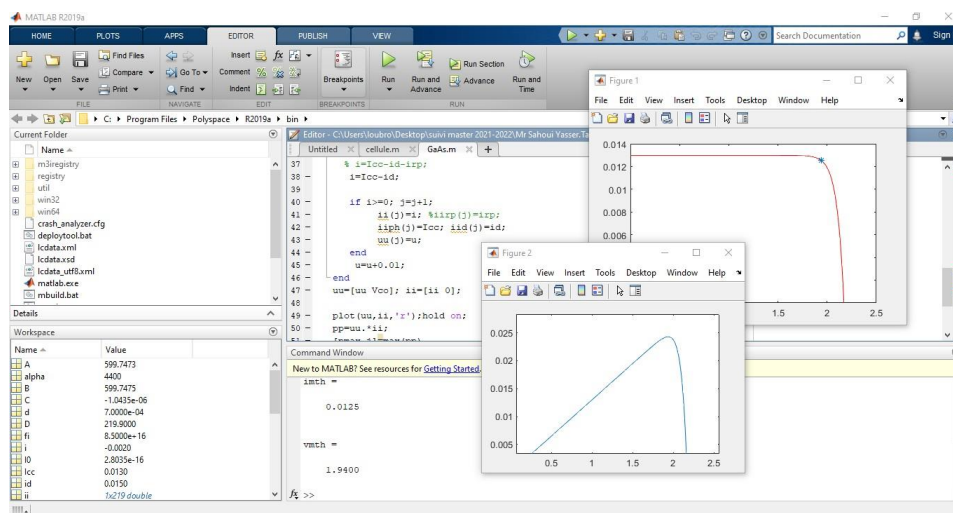 MATLAB R2019a
HOME PLOTS APPS EDITOR PUBLISH VIEW
Search Documentation
Sign
New Open Save
Find Files
Compare
Print
Go To
Find
Insert
Comment
Indent
Breakpoints
Run
Run and Advance
Run Section
Advance
Run and Time
FILE NAVIGATE EDIT BREAKPOINTS RUN
C: Program Files Polyspace R2019a bin
Current Folder
Name
m3iregistry
registry
util
win32
win64
crash_analyzer.cfg
deploytool.bat
lcdata.xml
lcdata.xsd
lcdata_utf8.xml
matlab.exe
mbuild.bat
Details
Workspace
Name Value
A 599.7473
alpha 4400
B 599.7475
C -1.0435e-06
d 7.0000e-04
D 219.9000
fi 8.5000e+16
i -0.0020
I0 2.8035e-16
Icc 0.0130
id 0.0150
ii 1x219 double
Editor - C:\Users\loubro\Desktop\suivi master 2021-2022\Mr Sahoui Yasser.Ta
Untitled cellule.m GaAs.m
37 % i=Icc-id-irp;
38 i=Icc-id;
39
40 if i>=0; j=j+1;
41 ii(j)=i; %iirp(j)=irp;
42 iiph(j)=Icc; iid(j)=id;
43 uu(j)=u;
44 end
45 u=u+0.01;
46 end
47 uu=[uu Vco]; ii=[ii 0];
48
49 plot(uu,ii,'r');hold on;
50 pp=uu.*ii;
Command Window
New to MATLAB? See resources for Getting Started.
imth =
0.0125
vmth =
1.9400
fx >>
Figure 1
File Edit View Insert Tools Desktop Window Help
0.014
0.012
0.01
0.008
0.006
1.5 2 2.5
Figure 2
File Edit View Insert Tools Desktop Window Help
0.025
0.02
0.015
0.01
0.005
0.5 1 1.5 2 2.5